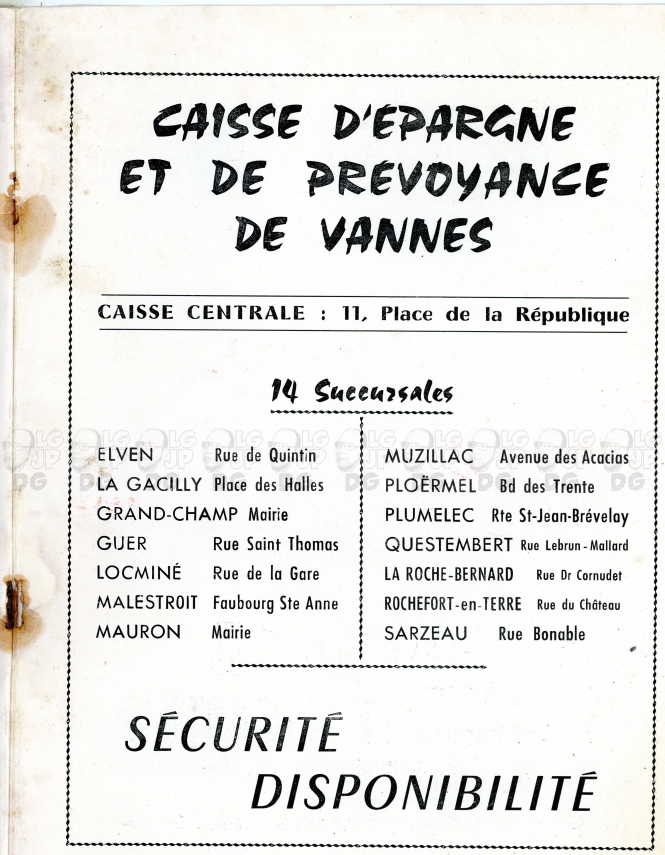 CAISSE D'ÉPARGNE
ET DE PRÉVOYANCE
DE VANNES
CAISSE CENTRALE : 11, Place de la République
14 Succursales
ELVEN Rue de Quintin
LA GACILLY Place des Halles
GRAND-CHAMP Mairie
GUER Rue Saint Thomas
LOCMINÉ Rue de la Gare
MALESTROIT Faubourg Ste Anne
MAURON Mairie
MUZILLAC Avenue des Acacias
PLOËRMEL Bd des Trente
PLUMELEC Rte St-Jean-Brévelay
QUESTEMBERT Rue Lebrun-Mallard
LA ROCHE-BERNARD Rue Dr Cornudet
ROCHEFORT-en-TERRE Rue du Château
SARZEAU Rue Bonable
SÉCURITÉ
DISPONIBILITÉ